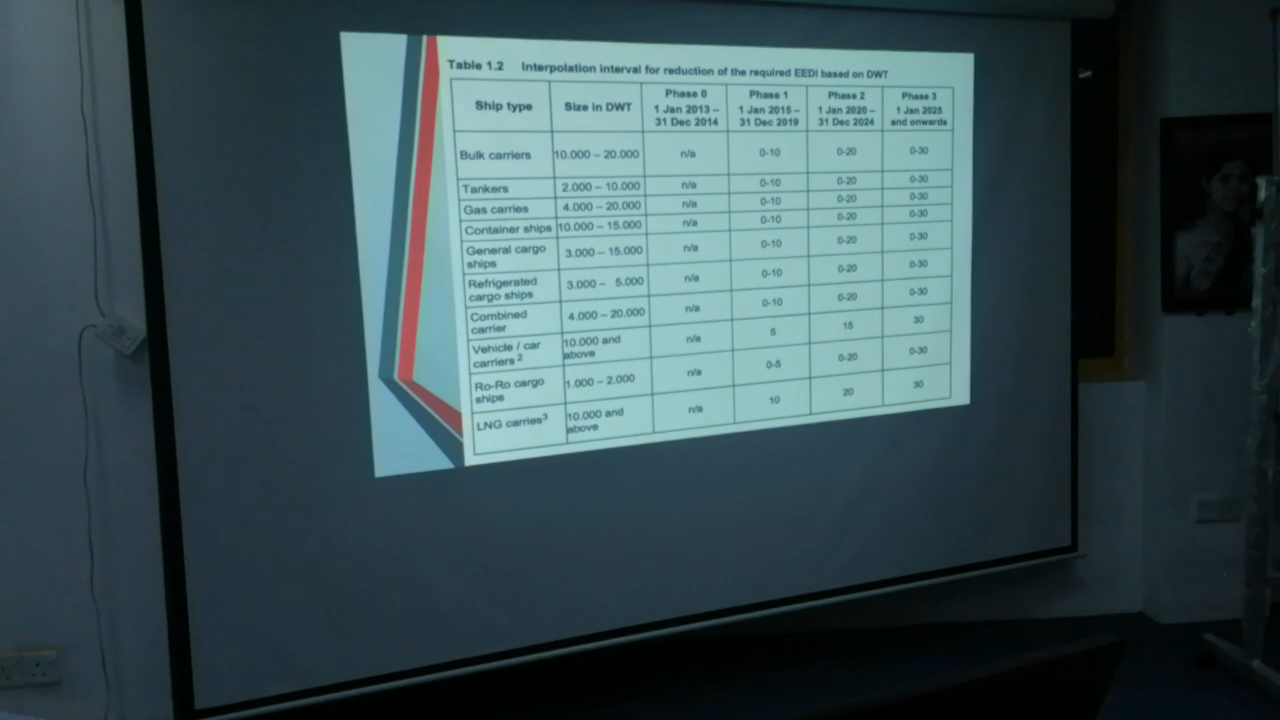 Table 1.2 Interpolation interval for reduction of the required EEDI based on DWT
Ship type Size in DWT Phase 0 1 Jan 2013 – 31 Dec 2014 Phase 1 1 Jan 2015 – 31 Dec 2019 Phase 2 1 Jan 2020 – 31 Dec 2024 Phase 3 1 Jan 2025 and onwards
Bulk carriers 10.000 – 20.000 n/a 0-10 0-20 0-30
Tankers 2.000 – 10.000 n/a 0-10 0-20 0-30
Gas carries 4.000 – 20.000 n/a 0-10 0-20 0-30
Container ships 10.000 – 15.000 n/a 0-10 0-20 0-30
General cargo ships 3.000 – 15.000 n/a 0-10 0-20 0-30
Refrigerated cargo ships 3.000 – 5.000 n/a 0-10 0-20 0-30
Combined carrier 4.000 – 20.000 n/a 0-10 0-20 0-30
Vehicle / car carriers 2 10.000 and above n/a 5 15 30
Ro-Ro cargo ships 1.000 – 2.000 n/a 0-5 0-20 0-30
LNG carries3 10.000 and above n/a 10 20 30